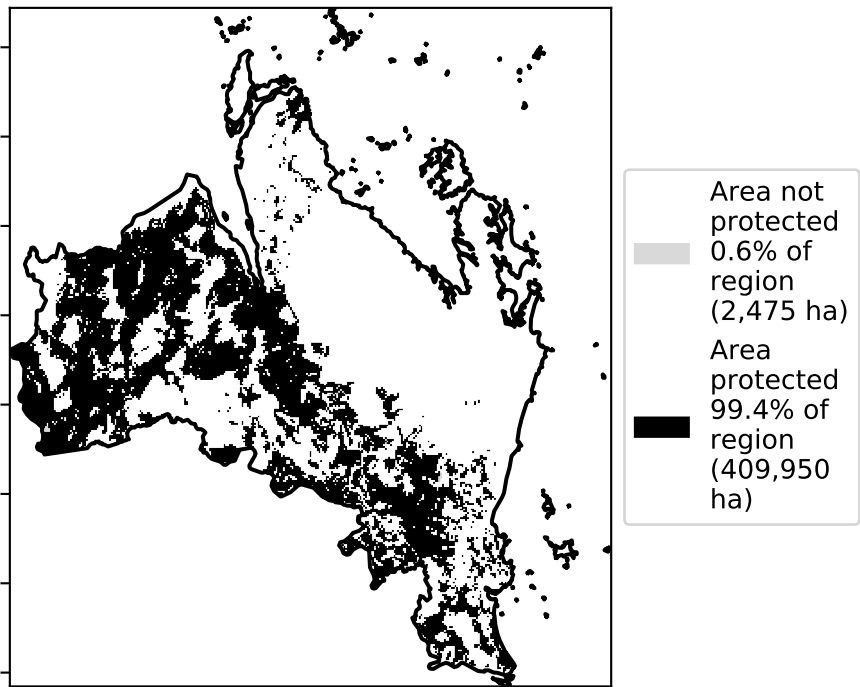 Area not
protected
0.6% of
region
(2,475 ha)
Area
protected
99.4% of
region
(409,950
ha)